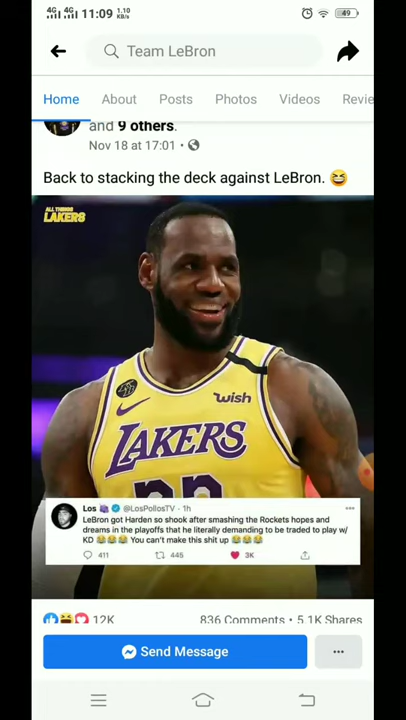 4G 4G 11:09 1.10 KB/s 49
Team LeBron
Home About Posts Photos Videos Revie
and 9 others.
Nov 18 at 17:01 ·
Back to stacking the deck against LeBron. 😆
ALL THINGS
LAKERS
wish
LAKERS
Los @LosPollosTV · 1h
LeBron got Harden so shook after smashing the Rockets hopes and
dreams in the playoffs that he literally demanding to be traded to play w/
KD 😂😂😂 You can't make this shit up 😂😂😂
411 445 3K
12K 836 Comments • 5.1K Shares
Send Message